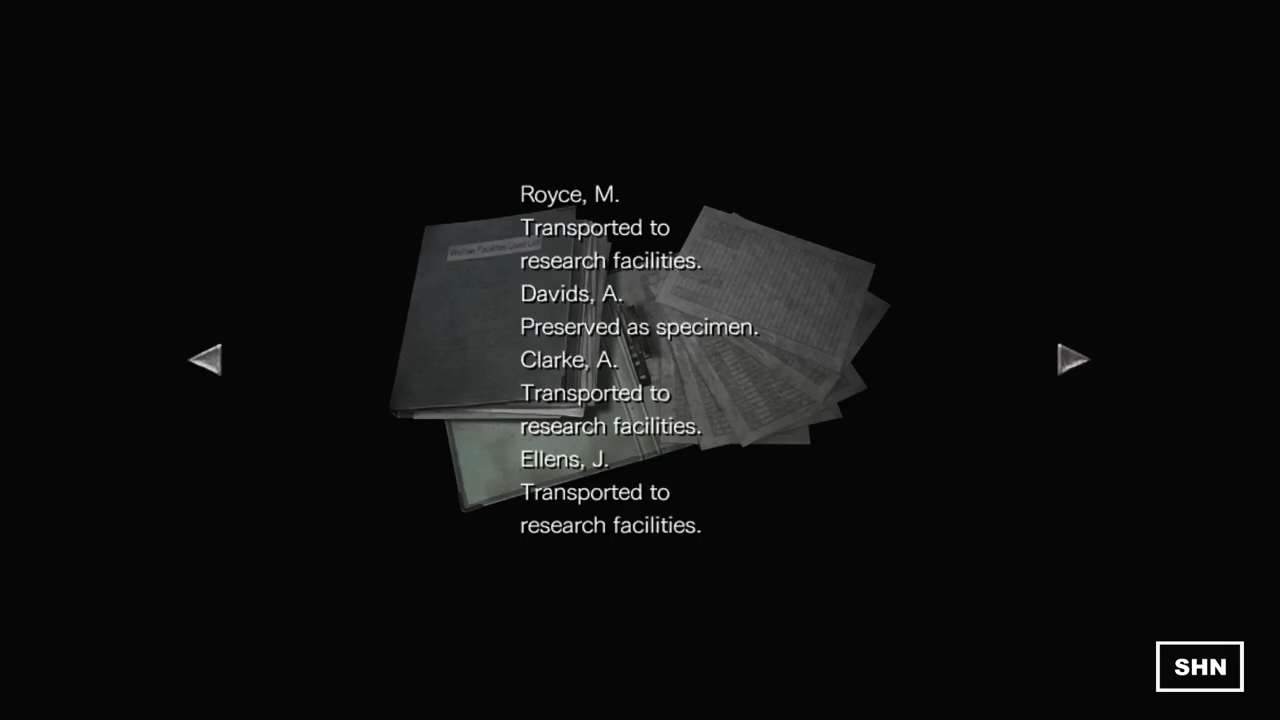 Royce, M.
Transported to
research facilities.
Davids, A.
Preserved as specimen.
Clarke, A.
Transported to
research facilities.
Ellens, J.
Transported to
research facilities.
SHN